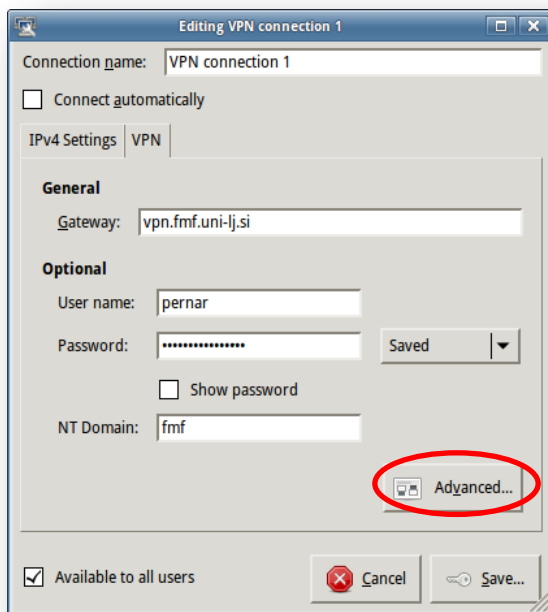 Editing VPN connection 1
Connection name: VPN connection 1
Connect automatically
IPv4 Settings VPN
General
Gateway: vpn.fmf.uni-lj.si
Optional
User name: pernar
Password: •••••••••••••••• Saved
Show password
NT Domain: fmf
Advanced...
Available to all users Cancel Save...